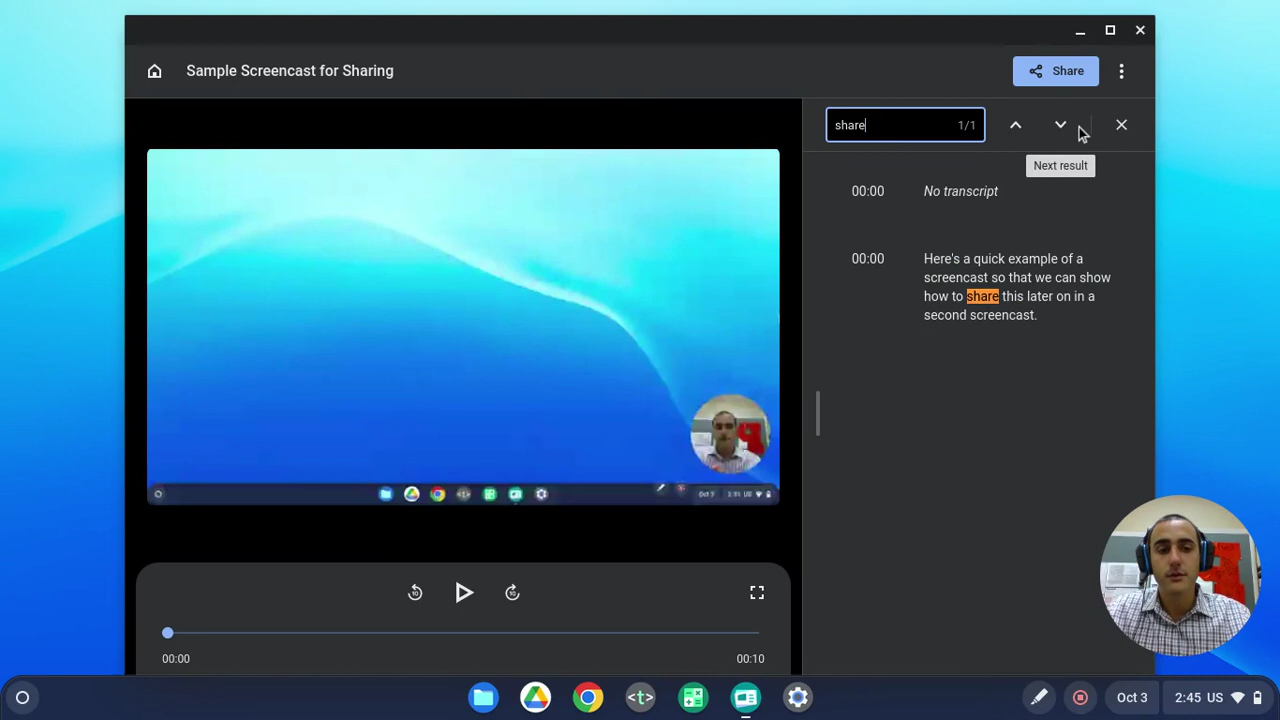 Sample Screencast for Sharing
Share
share 1/1
Next result
00:00 No transcript
00:00 Here's a quick example of a
screencast so that we can show
how to share this later on in a
second screencast.
10 10
00:00 00:10
<t>
Oct 3 2:45 US